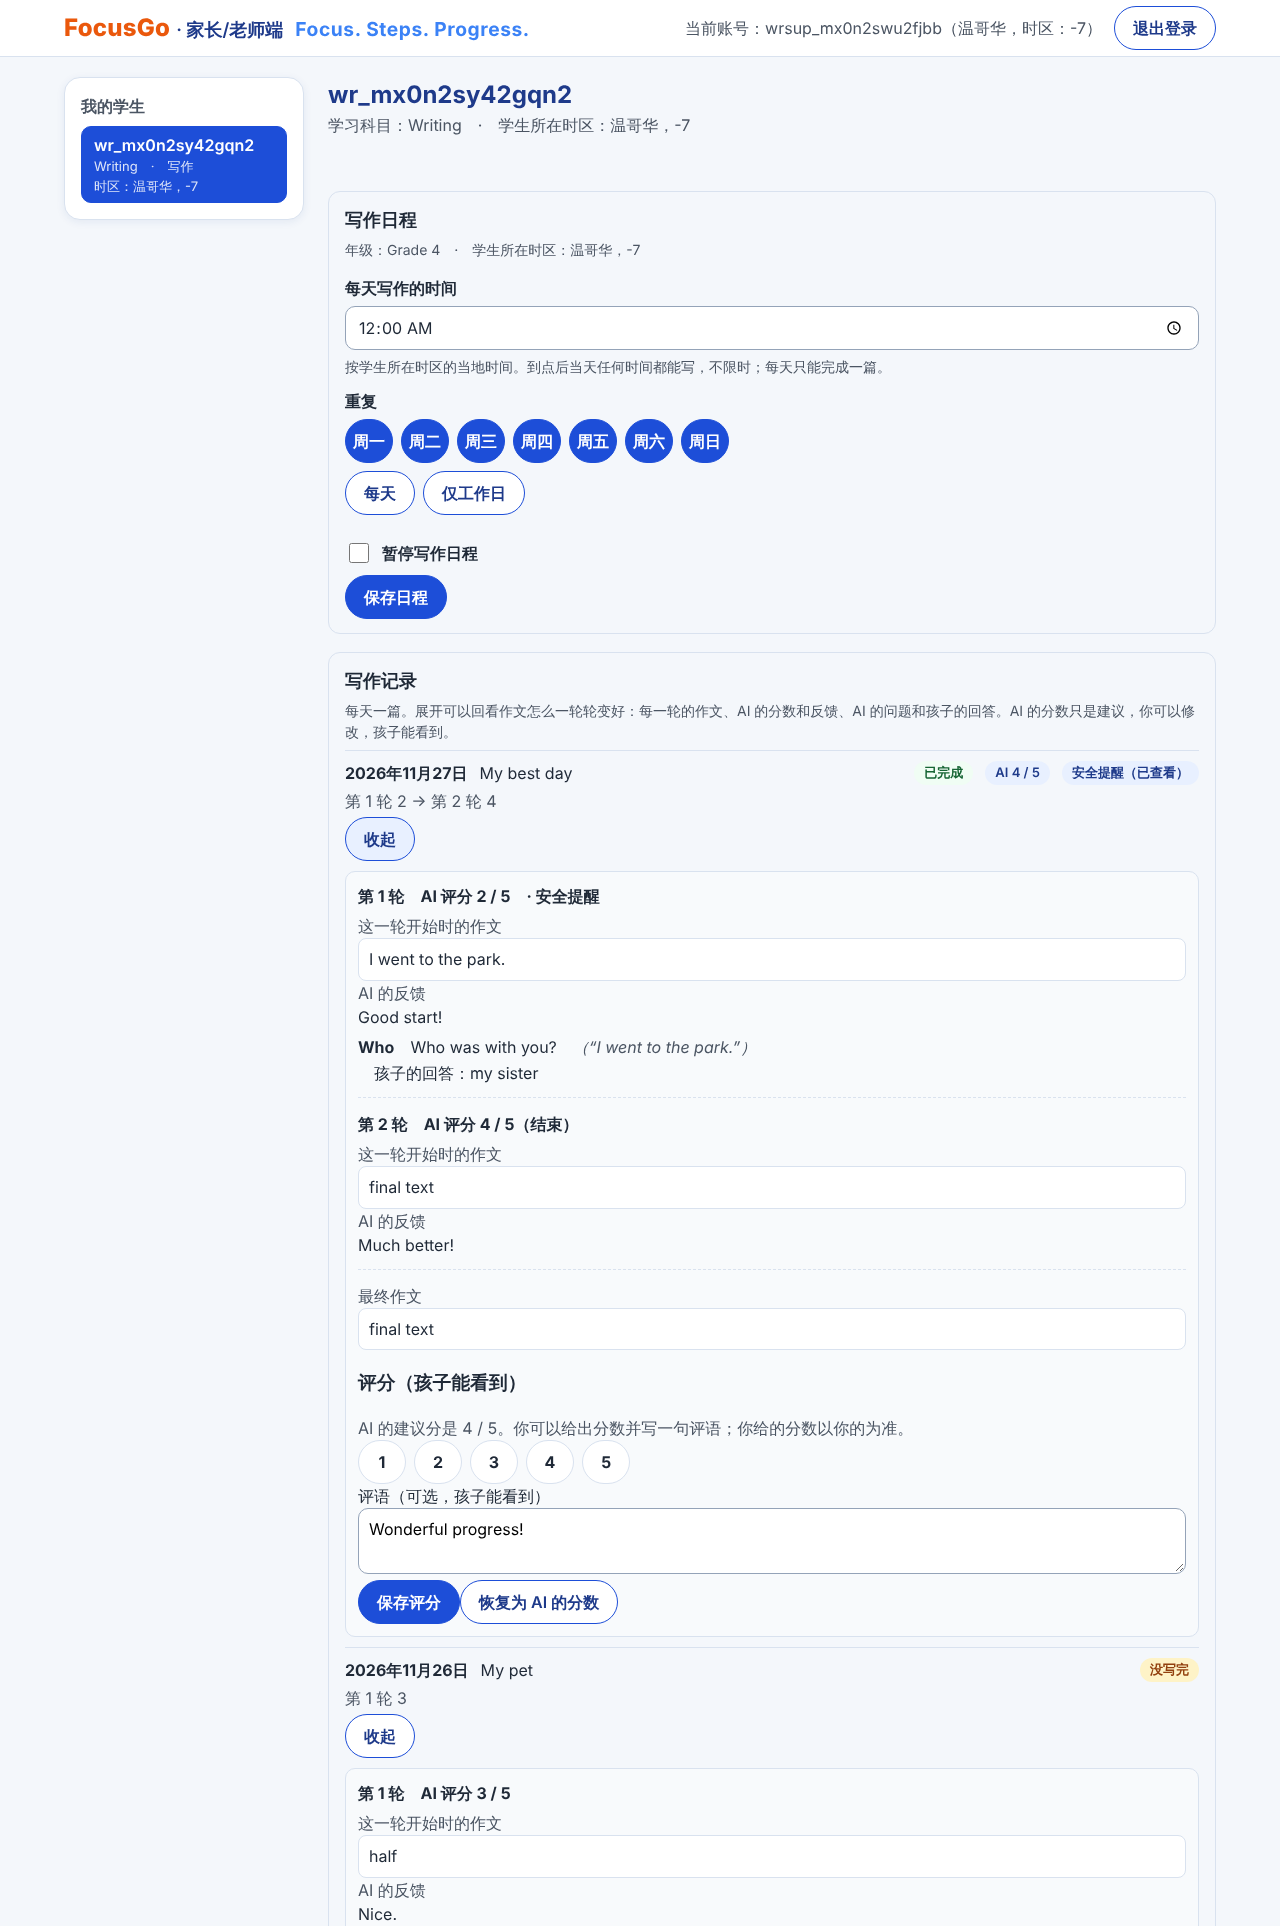 FocusGo · 家长/老师端 Focus. Steps. Progress.
当前账号：wrsup_mx0n2swu2fjbb（温哥华，时区：-7）
退出登录
我的学生
wr_mx0n2sy42gqn2
Writing · 写作
时区：温哥华，-7
wr_mx0n2sy42gqn2
学习科目：Writing · 学生所在时区：温哥华，-7
写作日程
年级：Grade 4 · 学生所在时区：温哥华，-7
每天写作的时间
12:00 AM
按学生所在时区的当地时间。到点后当天任何时间都能写，不限时；每天只能完成一篇。
重复
周一 周二 周三 周四 周五 周六 周日
每天 仅工作日
暂停写作日程
保存日程
写作记录
每天一篇。展开可以回看作文怎么一轮轮变好：每一轮的作文、AI 的分数和反馈、AI 的问题和孩子的回答。AI 的分数只是建议，你可以修
改，孩子能看到。
2026年11月27日 My best day 已完成 AI 4 / 5 安全提醒（已查看）
第 1 轮 2 → 第 2 轮 4
收起
第 1 轮 AI 评分 2 / 5 · 安全提醒
这一轮开始时的作文
I went to the park.
AI 的反馈
Good start!
Who Who was with you? （“I went to the park.”）
孩子的回答：my sister
第 2 轮 AI 评分 4 / 5（结束）
这一轮开始时的作文
final text
AI 的反馈
Much better!
最终作文
final text
评分（孩子能看到）
AI 的建议分是 4 / 5。你可以给出分数并写一句评语；你给的分数以你的为准。
1 2 3 4 5
评语（可选，孩子能看到）
Wonderful progress!
保存评分 恢复为 AI 的分数
2026年11月26日 My pet 没写完
第 1 轮 3
收起
第 1 轮 AI 评分 3 / 5
这一轮开始时的作文
half
AI 的反馈
Nice.